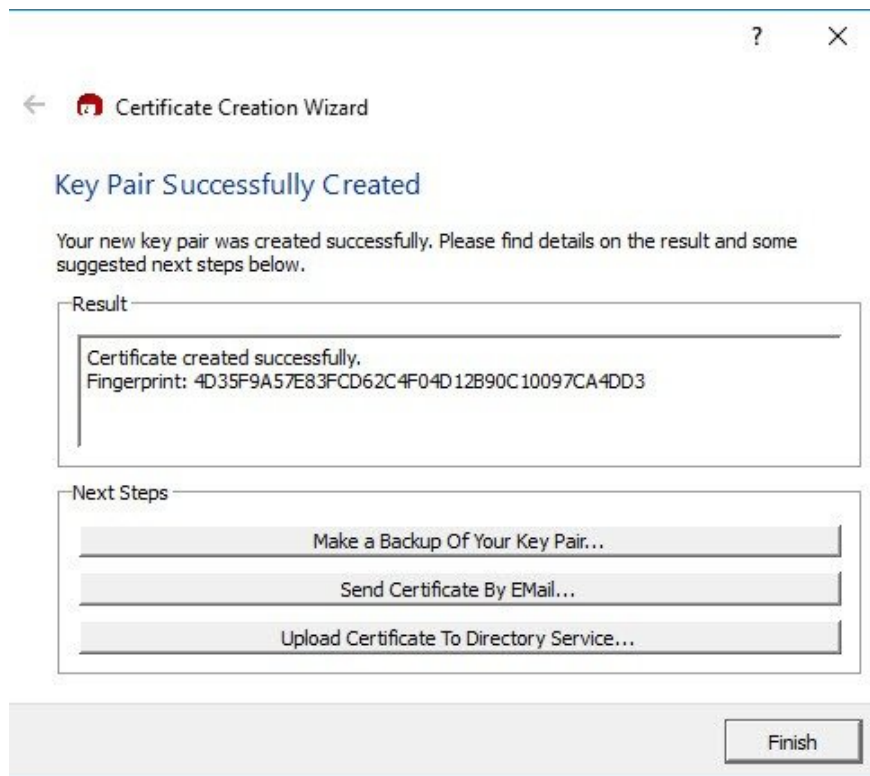 ?
Certificate Creation Wizard
Key Pair Successfully Created
Your new key pair was created successfully. Please find details on the result and some
suggested next steps below.
Result
Certificate created successfully.
Fingerprint: 4D35F9A57E83FCD62C4F04D12B90C10097CA4DD3
Next Steps
Make a Backup Of Your Key Pair...
Send Certificate By EMail...
Upload Certificate To Directory Service...
Finish